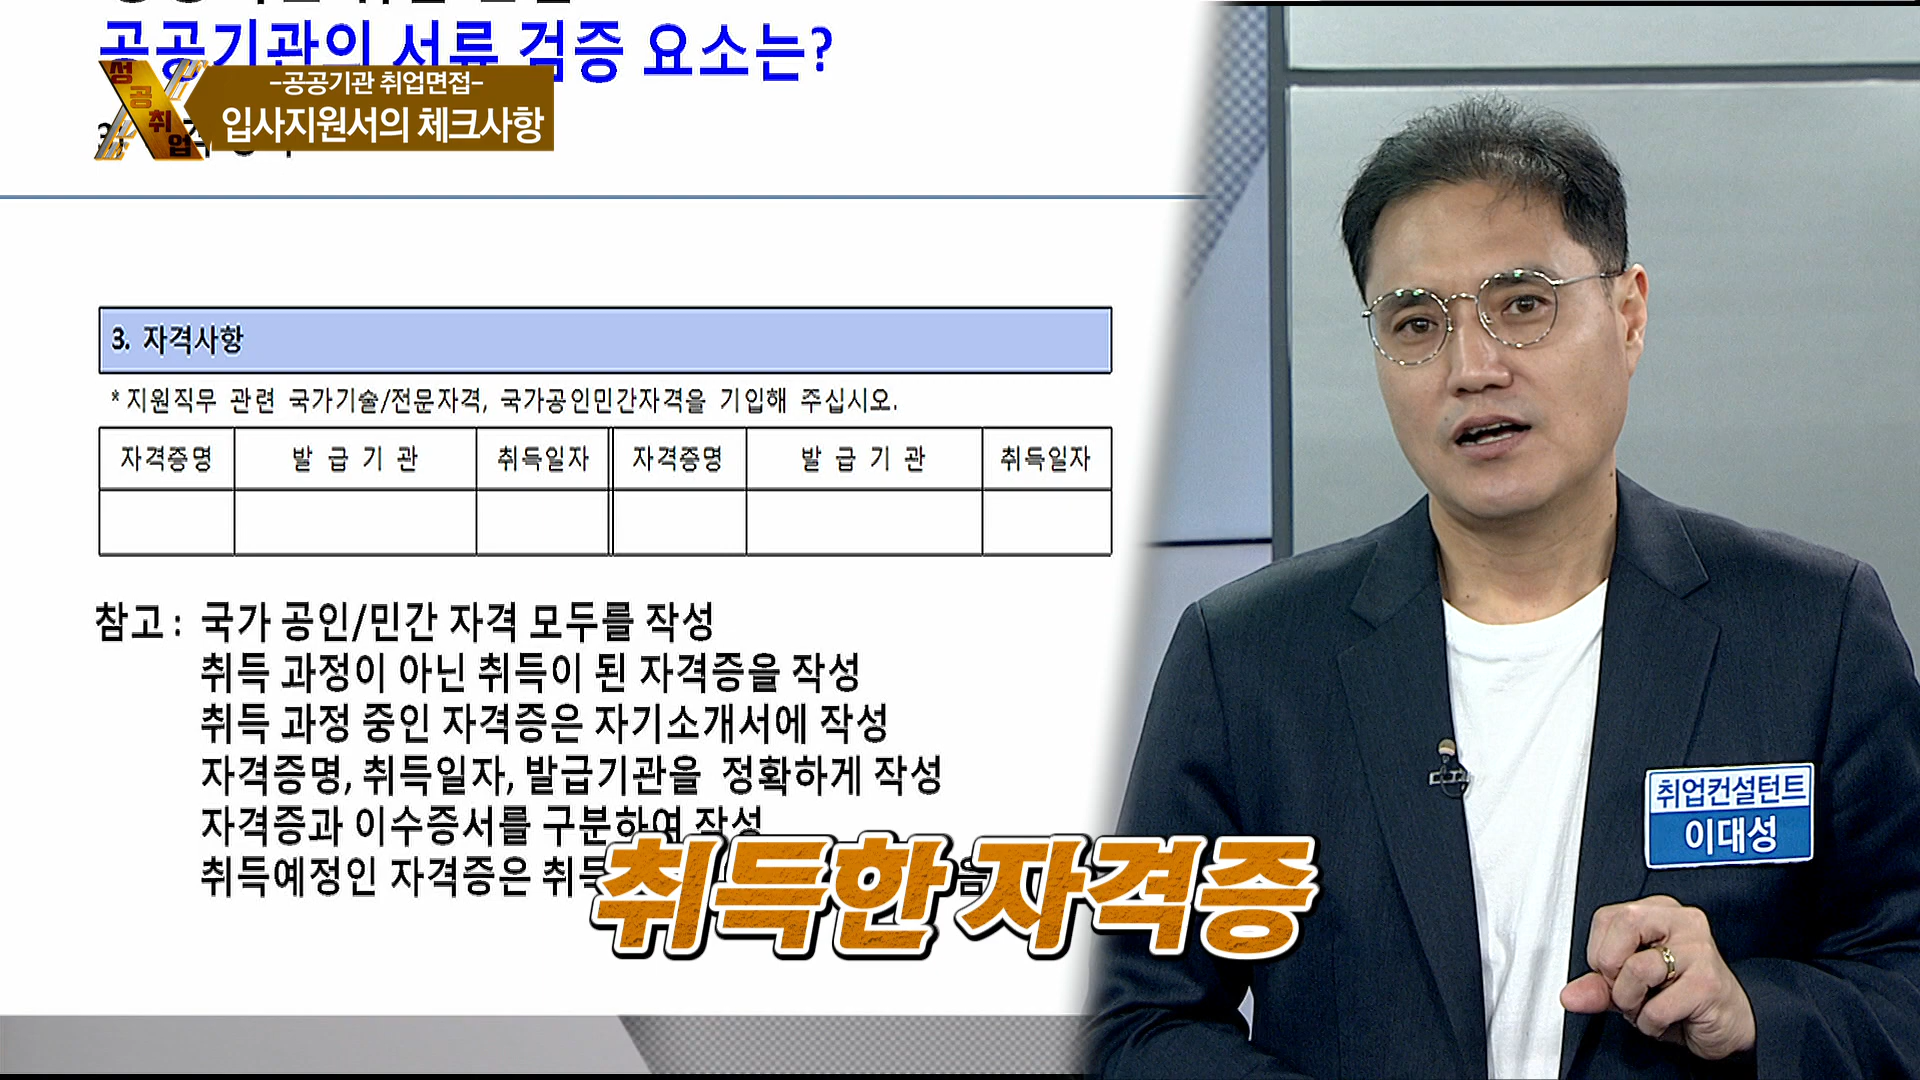 공공기관의 서류 검증 요소는?
성공취업
-공공기관 취업면접-
입사지원서의 체크사항
3. 자격사항
* 지원직무 관련 국가기술/전문자격, 국가공인민간자격을 기입해 주십시오.
자격증명 발 급 기 관 취득일자 자격증명 발 급 기 관 취득일자
참고 : 국가 공인/민간 자격 모두를 작성
취득 과정이 아닌 취득이 된 자격증을 작성
취득 과정 중인 자격증은 자기소개서에 작성
자격증명, 취득일자, 발급기관을 정확하게 작성
자격증과 이수증서를 구분하여 작성
취득예정인 자격증은
취득한 자격증
취업컨설턴트
이대성